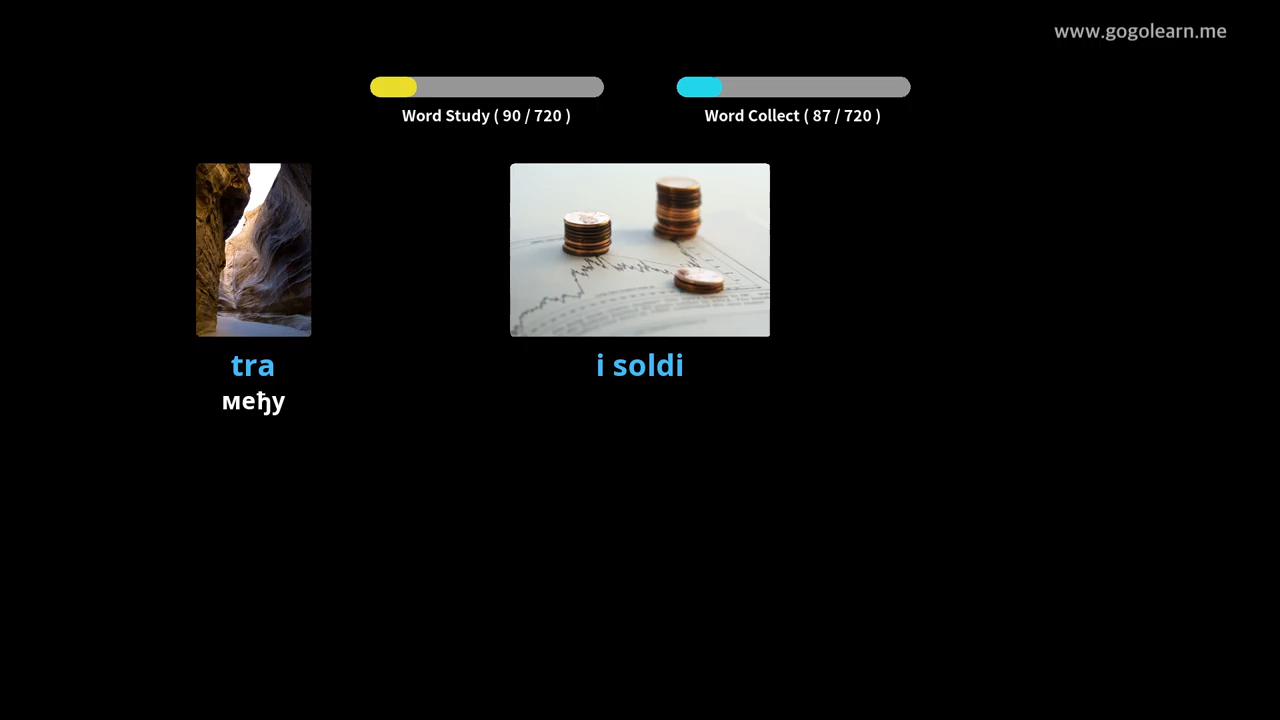 www.gogolearn.me
Word Study ( 90 / 720 )
Word Collect ( 87 / 720 )
tra
међу
i soldi